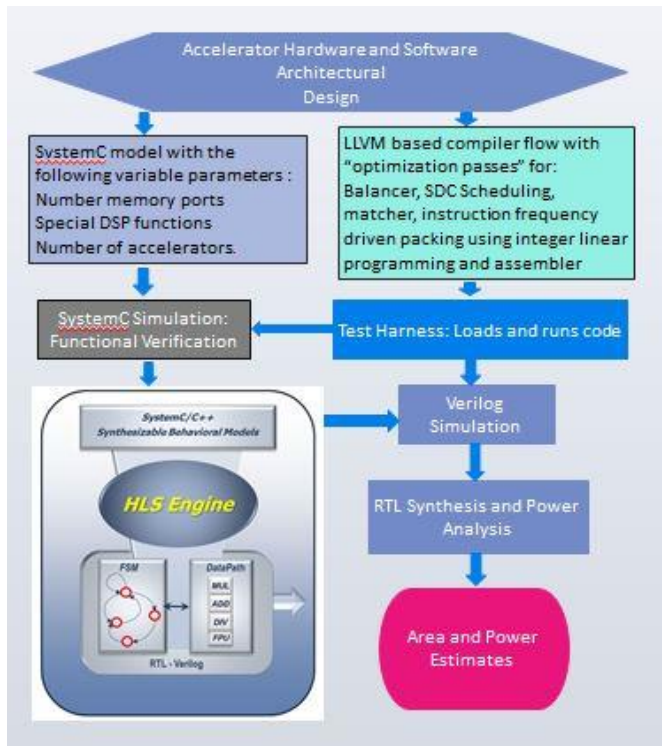 Accelerator Hardware and Software
Architectural
Design
SystemC model with the
following variable parameters :
Number memory ports
Special DSP functions
Number of accelerators.
LLVM based compiler flow with
“optimization passes” for:
Balancer, SDC Scheduling,
matcher, instruction frequency
driven packing using integer linear
programming and assembler
SystemC Simulation:
Functional Verification
Test Harness: Loads and runs code
SystemC/C++
Synthesizable Behavioral Models
HLS Engine
FSM
DataPath
MUL
ADD
DIV
FPU
RTL - Verilog
Verilog
Simulation
RTL Synthesis and Power
Analysis
Area and Power
Estimates